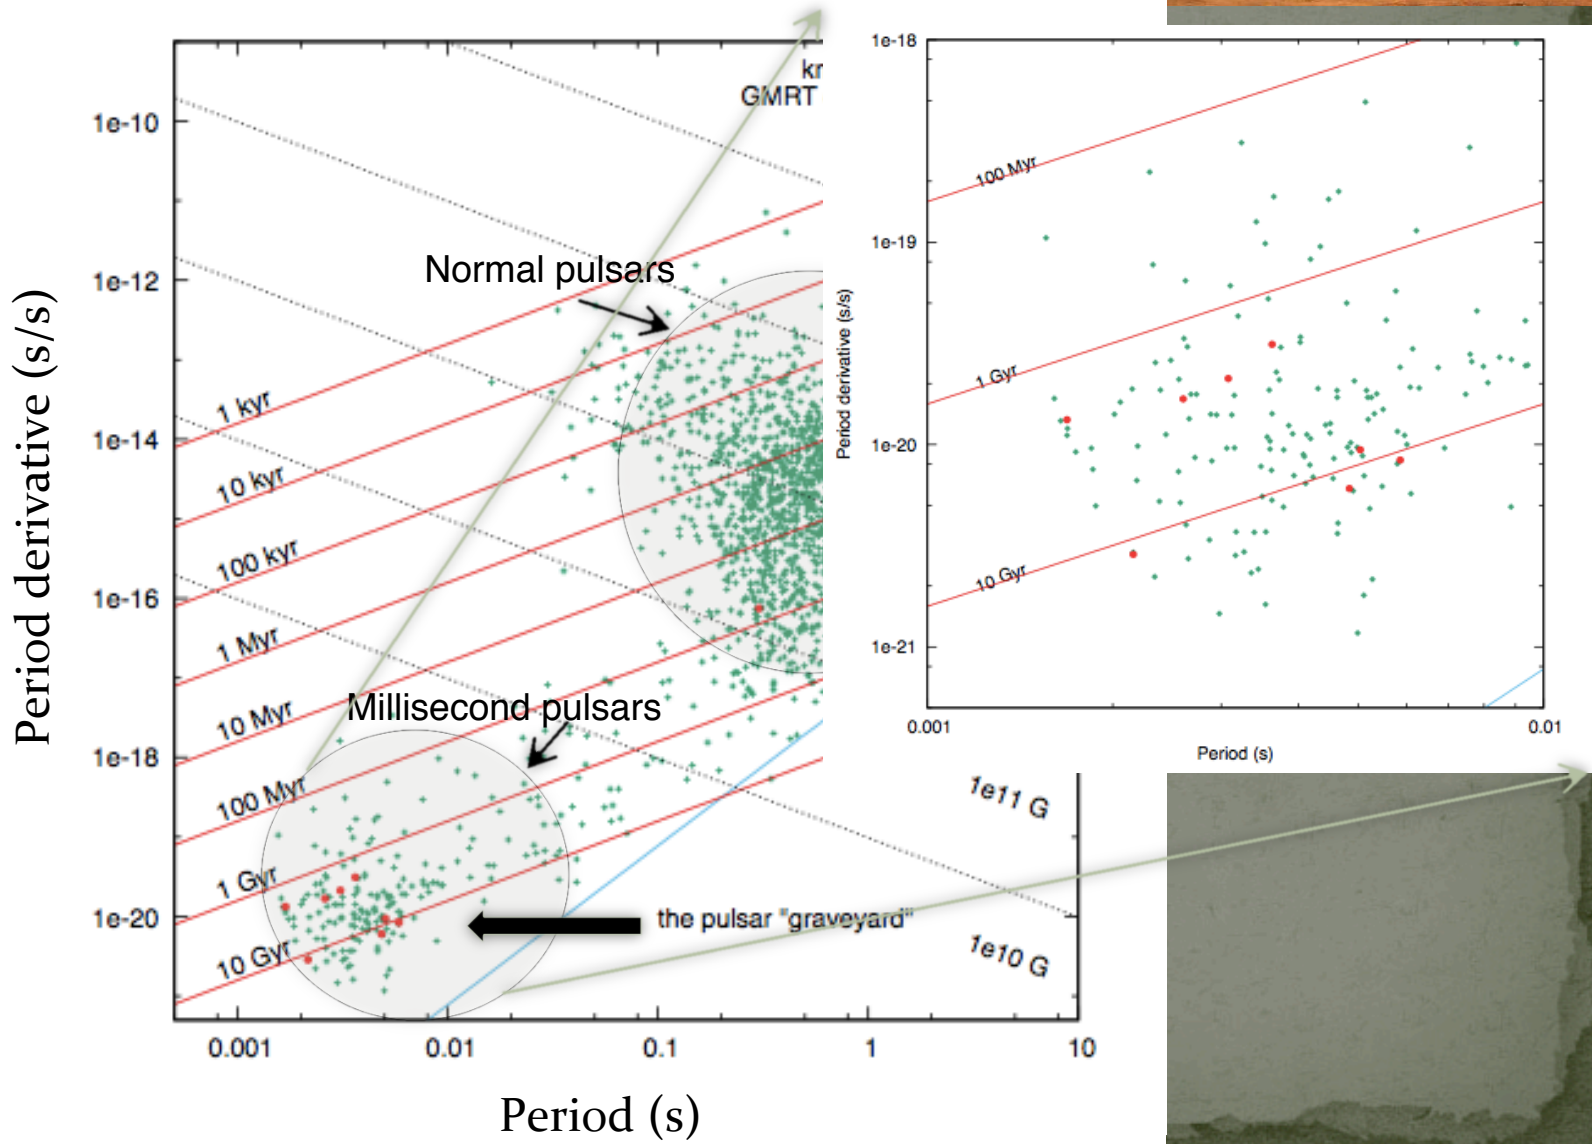 kr
GMRT
1e-10
1e-12
1e-14
1e-16
1e-18
1e-20
Period derivative (s/s)
Normal pulsars
1 kyr
10 kyr
100 kyr
1 Myr
10 Myr
100 Myr
1 Gyr
10 Gyr
Millisecond pulsars
the pulsar "graveyard"
1e11 G
1e10 G
0.001
0.01
0.1
1
10
Period (s)
1e-18
1e-19
1e-20
1e-21
Period derivative (s/s)
100 Myr
1 Gyr
10 Gyr
0.001
0.01
Period (s)